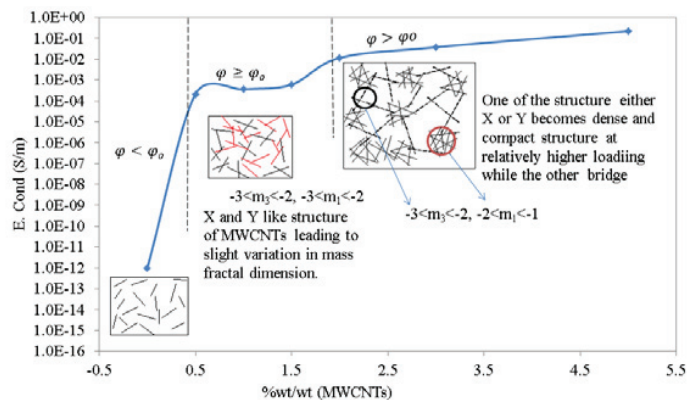 1.0E+00
1.0E-01
1.0E-02
1.0E-03
1.0E-04
1.0E-05
1.0E-06
1.0E-07
1.0E-08
1.0E-09
1.0E-10
1.0E-11
1.0E-12
1.0E-13
1.0E-14
1.0E-15
1.0E-16
E. Cond (S/m)
φ < φₒ
φ ≥ φₒ
φ > φo
-3<m₃<-2, -3<m₁<-2
X and Y like structure
of MWCNTs leading to
slight variation in mass
fractal dimension.
One of the structure either
X or Y becomes dense and
compact structure at
relatively higher loadiing
while the other bridge
-3<m₃<-2, -2<m₁<-1
-0.5 0.5 1.5 2.5 3.5 4.5 5.5
%wt/wt (MWCNTs)